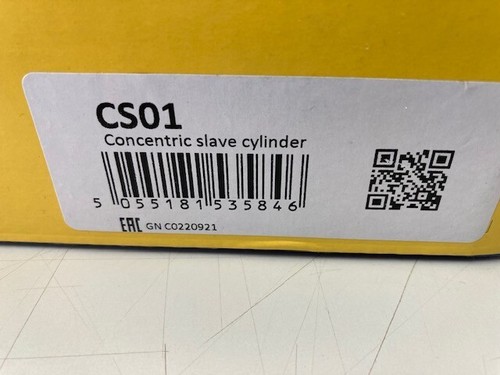 CS01
Concentric slave cylinder
5 055181 535846
EAC GN C0220921